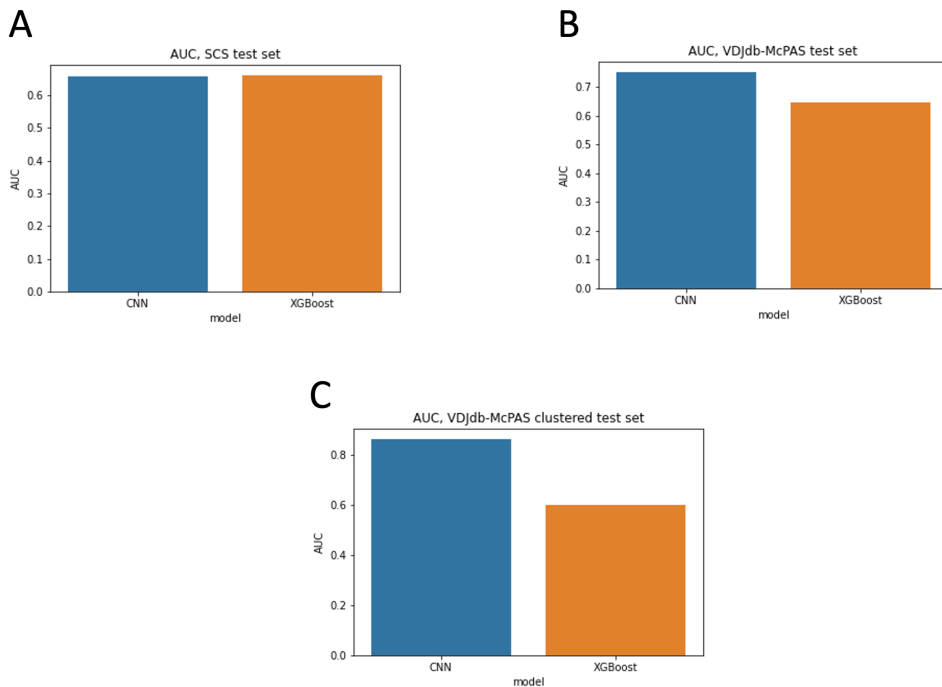 A
AUC, SCS test set
0.6
0.5
0.4
0.3
0.2
0.1
0.0
AUC
CNN
XGBoost
model
B
AUC, VDJdb-McPAS test set
0.7
0.6
0.5
0.4
0.3
0.2
0.1
0.0
AUC
CNN
XGBoost
model
C
AUC, VDJdb-McPAS clustered test set
0.8
0.6
0.4
0.2
0.0
AUC
CNN
XGBoost
model